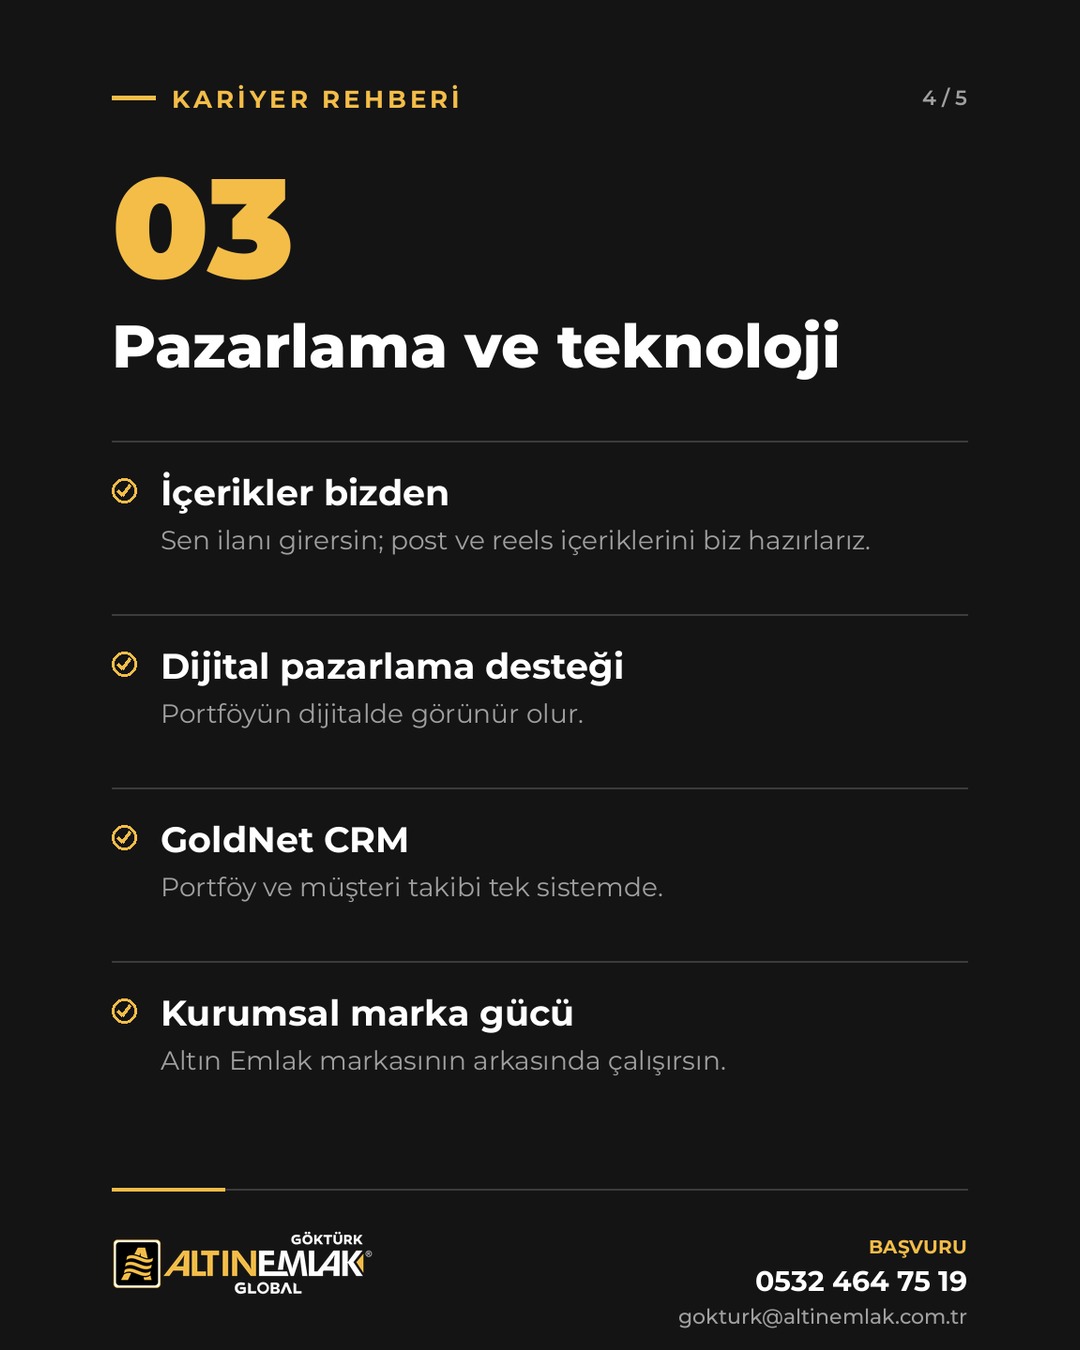 KARİYER REHBERİ
4 / 5
03
Pazarlama ve teknoloji
İçerikler bizden
Sen ilanı girersin; post ve reels içeriklerini biz hazırlarız.
Dijital pazarlama desteği
Portföyün dijitalde görünür olur.
GoldNet CRM
Portföy ve müşteri takibi tek sistemde.
Kurumsal marka gücü
Altın Emlak markasının arkasında çalışırsın.
GÖKTÜRK
ALTINEMLAK®
GLOBAL
BAŞVURU
0532 464 75 19
gokturk@altinemlak.com.tr